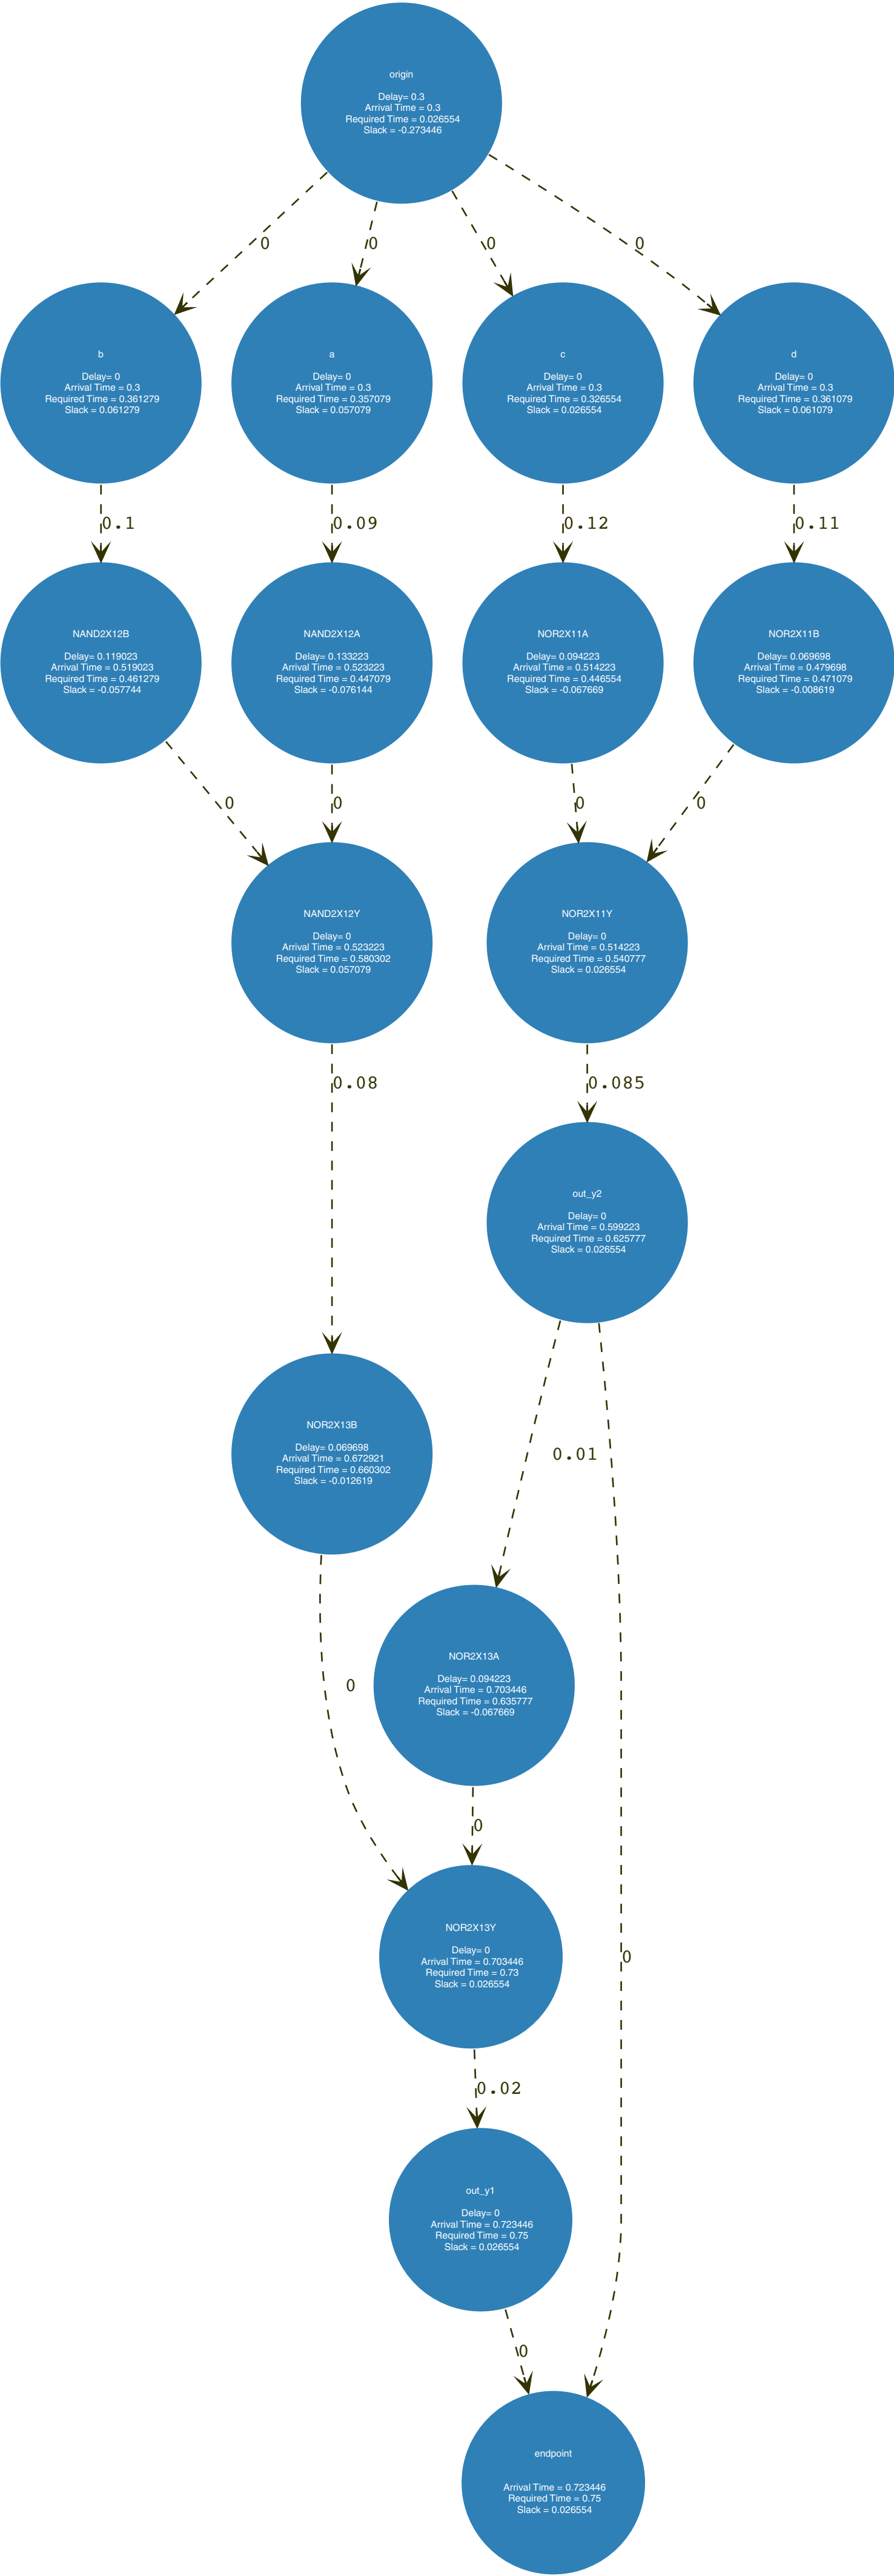 origin
Delay= 0.3
Arrival Time = 0.3
Required Time = 0.026554
Slack = -0.273446
0
0
0
0
b
Delay= 0
Arrival Time = 0.3
Required Time = 0.361279
Slack = 0.061279
a
Delay= 0
Arrival Time = 0.3
Required Time = 0.357079
Slack = 0.057079
c
Delay= 0
Arrival Time = 0.3
Required Time = 0.326554
Slack = 0.026554
d
Delay= 0
Arrival Time = 0.3
Required Time = 0.361079
Slack = 0.061079
0.1
0.09
0.12
0.11
NAND2X12B
Delay= 0.119023
Arrival Time = 0.519023
Required Time = 0.461279
Slack = -0.057744
NAND2X12A
Delay= 0.133223
Arrival Time = 0.523223
Required Time = 0.447079
Slack = -0.076144
NOR2X11A
Delay= 0.094223
Arrival Time = 0.514223
Required Time = 0.446554
Slack = -0.067669
NOR2X11B
Delay= 0.069698
Arrival Time = 0.479698
Required Time = 0.471079
Slack = -0.008619
0
0
0
0
NAND2X12Y
Delay= 0
Arrival Time = 0.523223
Required Time = 0.580302
Slack = 0.057079
NOR2X11Y
Delay= 0
Arrival Time = 0.514223
Required Time = 0.540777
Slack = 0.026554
0.08
0.085
out_y2
Delay= 0
Arrival Time = 0.599223
Required Time = 0.625777
Slack = 0.026554
NOR2X13B
Delay= 0.069698
Arrival Time = 0.672921
Required Time = 0.660302
Slack = -0.012619
0.01
0
NOR2X13A
Delay= 0.094223
Arrival Time = 0.703446
Required Time = 0.635777
Slack = -0.067669
0
NOR2X13Y
Delay= 0
Arrival Time = 0.703446
Required Time = 0.73
Slack = 0.026554
0
0.02
out_y1
Delay= 0
Arrival Time = 0.723446
Required Time = 0.75
Slack = 0.026554
0
endpoint
Arrival Time = 0.723446
Required Time = 0.75
Slack = 0.026554